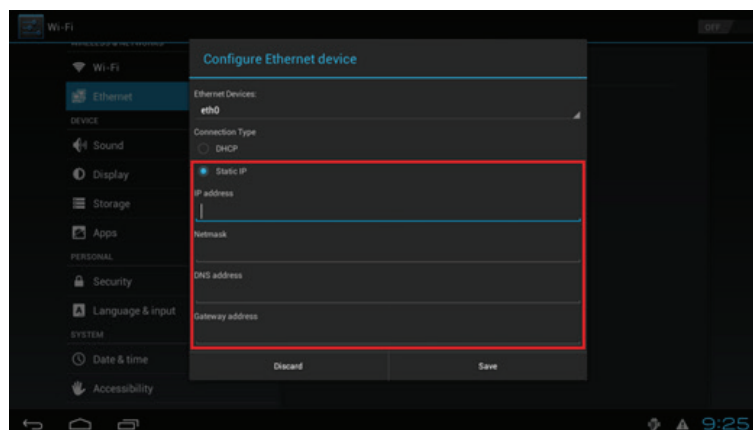 Wi-Fi
OFF
WIRELESS & NETWORKS
Wi-Fi
Ethernet
DEVICE
Sound
Display
Storage
Apps
PERSONAL
Security
Language & input
SYSTEM
Date & time
Accessibility
Configure Ethernet device
Ethernet Devices:
eth0
Connection Type
DHCP
Static IP
IP address
Netmask
DNS address
Gateway address
Discard
Save
9:25